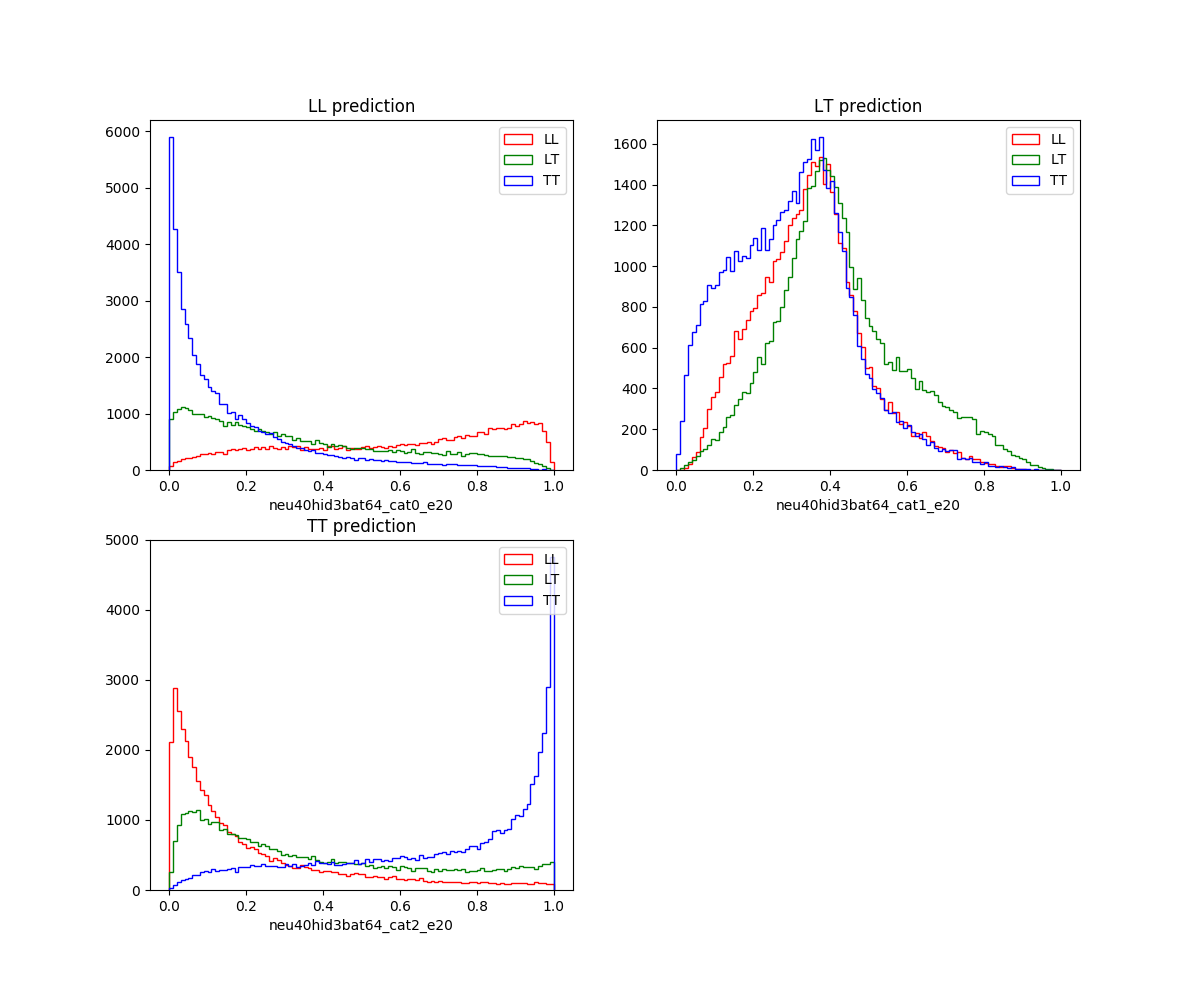 LL prediction
6000
5000
4000
3000
2000
1000
0
0.0 0.2 0.4 0.6 0.8 1.0
neu40hid3bat64_cat0_e20
LL
LT
TT
LT prediction
1600
1400
1200
1000
800
600
400
200
0
0.0 0.2 0.4 0.6 0.8 1.0
neu40hid3bat64_cat1_e20
LL
LT
TT
TT prediction
5000
4000
3000
2000
1000
0
0.0 0.2 0.4 0.6 0.8 1.0
neu40hid3bat64_cat2_e20
LL
LT
TT